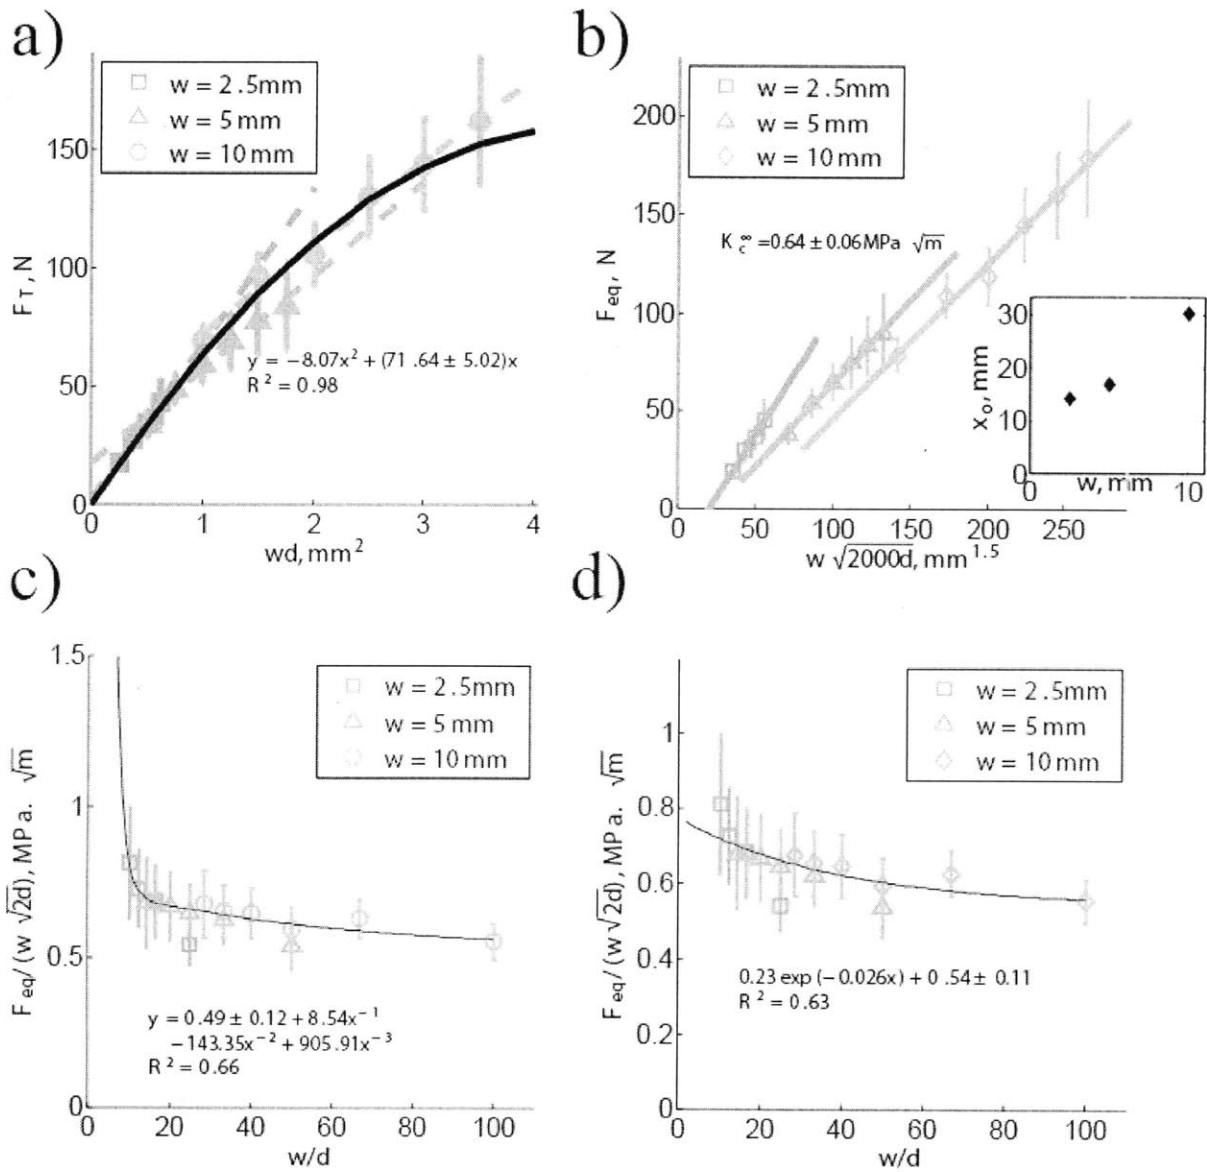 a)
w = 2.5mm
w = 5 mm
w = 10 mm
150
100
50
0
F_T, N
y = −8.07x² + (71.64 ± 5.02)x
R² = 0.98
0 1 2 3 4
wd, mm²
b)
w = 2.5mm
w = 5 mm
w = 10 mm
200
150
100
50
0
F_eq, N
K_c^∞ =0.64 ± 0.06MPa √m
30
20
10
0
x_o, mm
0 10
w, mm
0 50 100 150 200 250
w √2000d, mm^1.5
c)
w = 2.5mm
w = 5 mm
w = 10 mm
1.5
1
0.5
0
F_eq/(w √2d), MPa. √m
y = 0.49 ± 0.12 + 8.54x⁻¹
−143.35x⁻² + 905.91x⁻³
R² = 0.66
0 20 40 60 80 100
w/d
d)
w = 2.5mm
w = 5 mm
w = 10 mm
1
0.8
0.6
0.4
0.2
0
F_eq/(w √2d), MPa. √m
0.23 exp (−0.026x) + 0.54 ± 0.11
R² = 0.63
0 20 40 60 80 100
w/d